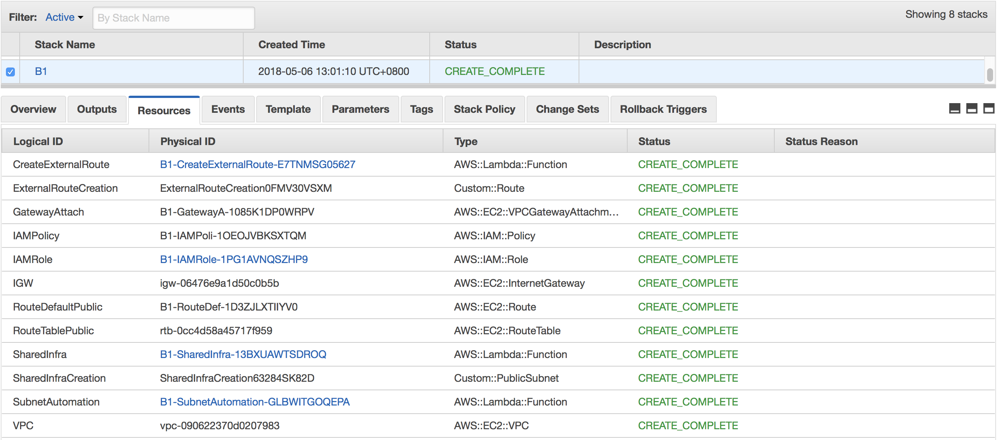 Filter: Active By Stack Name Showing 8 stacks
Stack Name Created Time Status Description
B1 2018-05-06 13:01:10 UTC+0800 CREATE_COMPLETE
Overview Outputs Resources Events Template Parameters Tags Stack Policy Change Sets Rollback Triggers
Logical ID Physical ID Type Status Status Reason
CreateExternalRoute B1-CreateExternalRoute-E7TNMSG05627 AWS::Lambda::Function CREATE_COMPLETE
ExternalRouteCreation ExternalRouteCreation0FMV30VSXM Custom::Route CREATE_COMPLETE
GatewayAttach B1-GatewayA-1085K1DP0WRPV AWS::EC2::VPCGatewayAttachm... CREATE_COMPLETE
IAMPolicy B1-IAMPoli-1OEOJVBKSXTQM AWS::IAM::Policy CREATE_COMPLETE
IAMRole B1-IAMRole-1PG1AVNQSZHP9 AWS::IAM::Role CREATE_COMPLETE
IGW igw-06476e9a1d50c0b5b AWS::EC2::InternetGateway CREATE_COMPLETE
RouteDefaultPublic B1-RouteDef-1D3ZJLXTIIYV0 AWS::EC2::Route CREATE_COMPLETE
RouteTablePublic rtb-0cc4d58a45717f959 AWS::EC2::RouteTable CREATE_COMPLETE
SharedInfra B1-SharedInfra-13BXUAWTSDROQ AWS::Lambda::Function CREATE_COMPLETE
SharedInfraCreation SharedInfraCreation63284SK82D Custom::PublicSubnet CREATE_COMPLETE
SubnetAutomation B1-SubnetAutomation-GLBWITGOQEPA AWS::Lambda::Function CREATE_COMPLETE
VPC vpc-090622370d0207983 AWS::EC2::VPC CREATE_COMPLETE